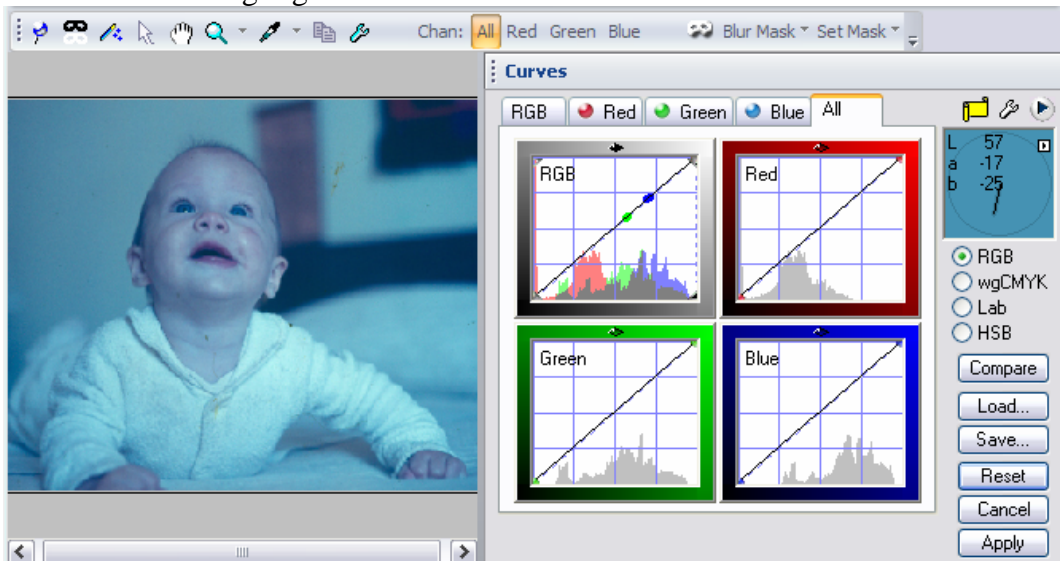 Chan: All Red Green Blue Blur Mask Set Mask
Curves
RGB Red Green Blue All
RGB
Red
L 57
a -17
b -25
RGB
wgCMYK
Lab
HSB
Green
Blue
Compare
Load...
Save...
Reset
Cancel
Apply